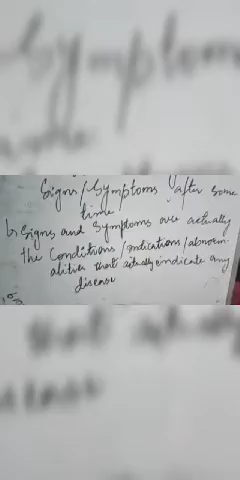 Signs/Symptoms after some
time
↳ Signs and Symptoms are actually
the Conditions/indications/abnorm-
alities that actually indicate any
disease